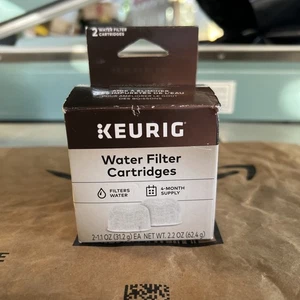 2 WATER FILTER
CARTRIDGES
KEURIG
Water Filter
Cartridges
FILTERS
WATER
4-MONTH
SUPPLY
2-1.1 OZ (31.2 g) EA NET WT. 2.2 OZ (62.4 g)